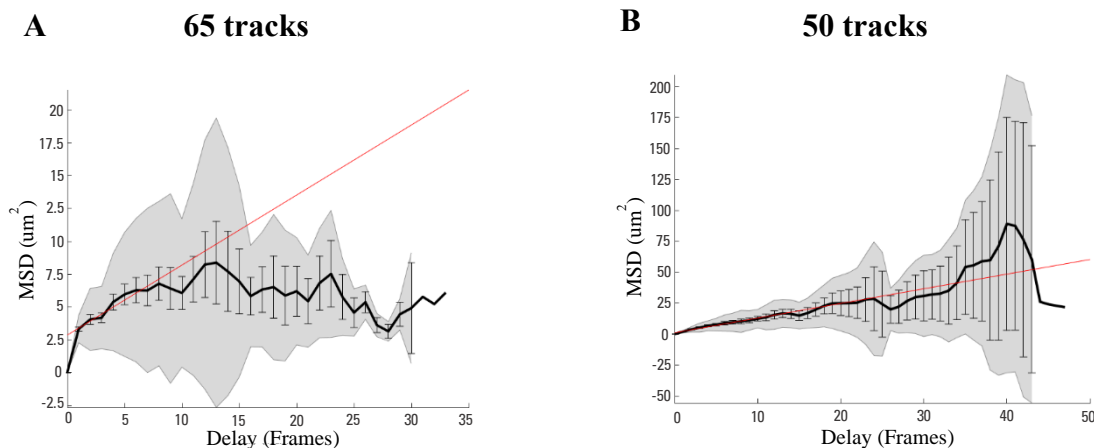 A
65 tracks
MSD (um²)
20
17.5
15
12.5
10
7.5
5
2.5
0
-2.5
0 5 10 15 20 25 30 35
Delay (Frames)
B
50 tracks
MSD (um²)
200
175
150
125
100
75
50
25
0
-25
-50
0 10 20 30 40 50
Delay (Frames)